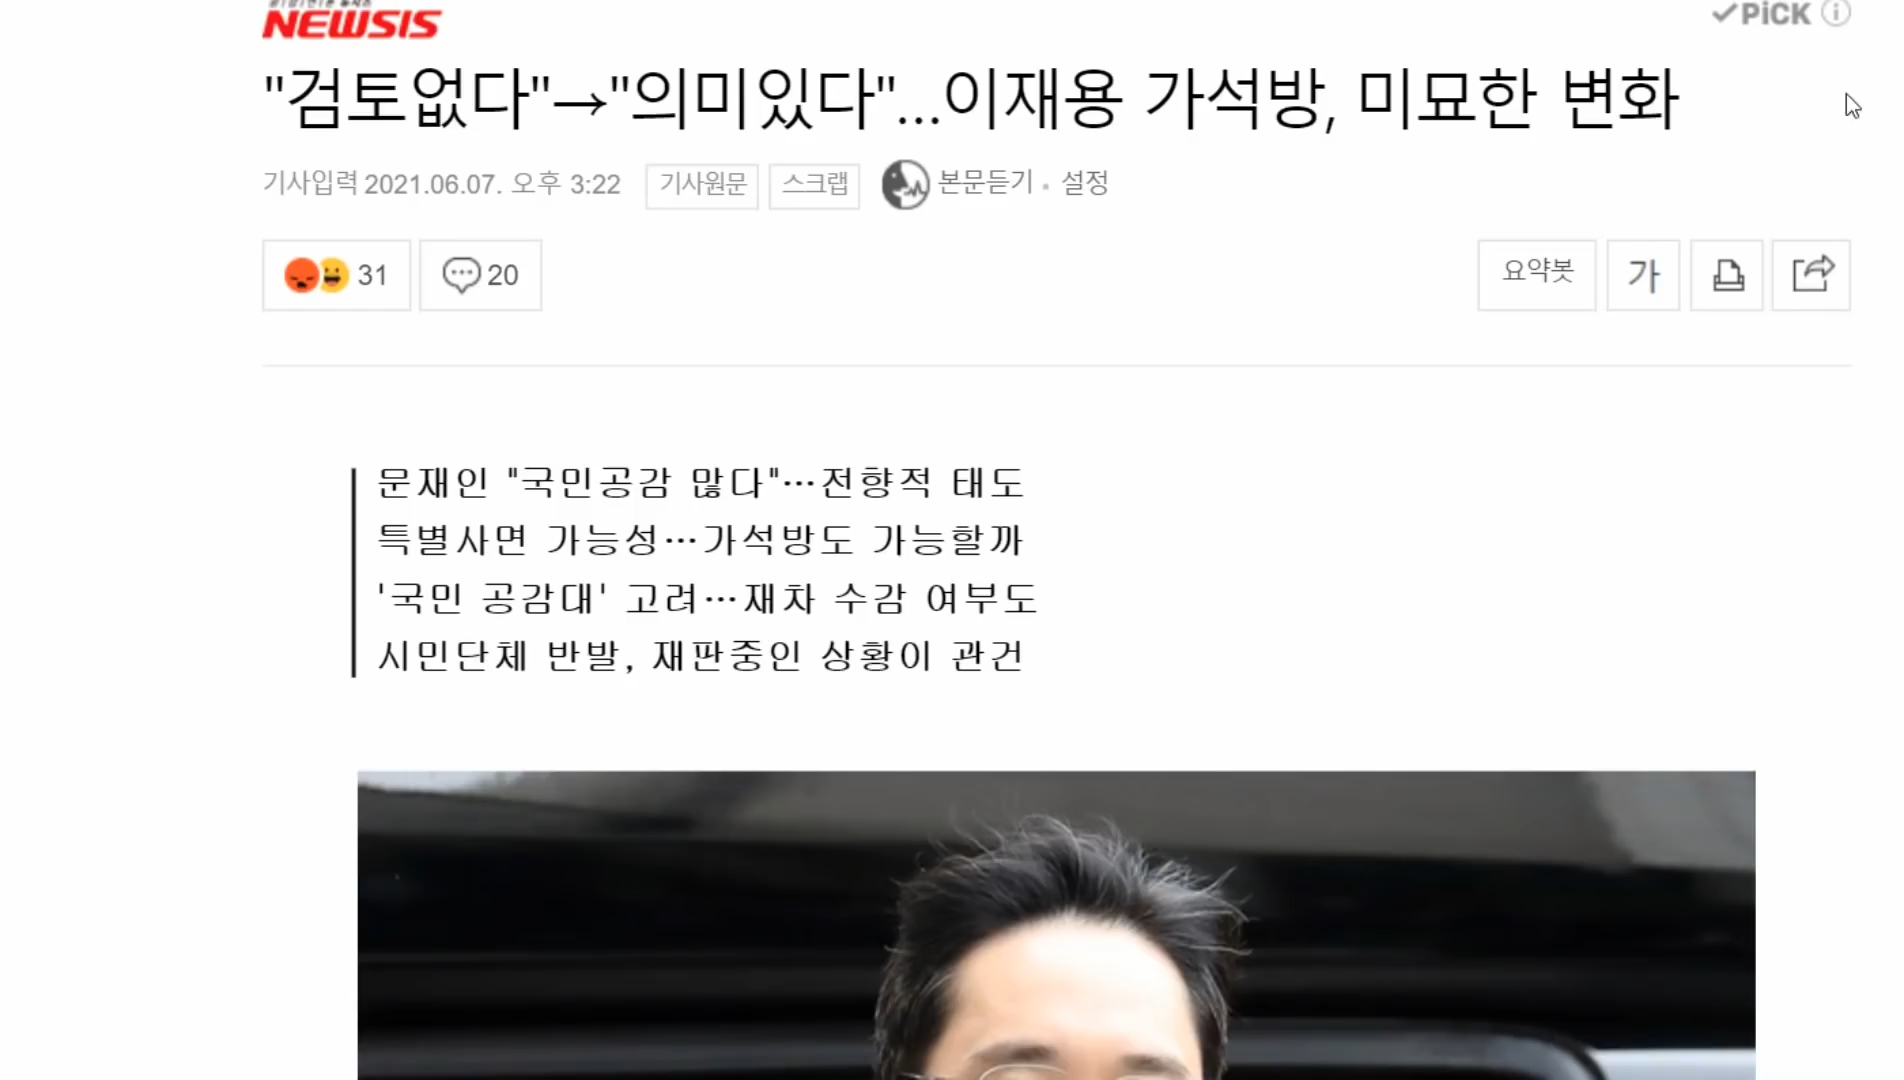 NEWSIS
✓PiCK
"검토없다"→"의미있다"...이재용 가석방, 미묘한 변화
기사입력 2021.06.07. 오후 3:22 기사원문 스크랩 본문듣기 · 설정
31 20 요약봇 가
문재인 "국민공감 많다"…전향적 태도
특별사면 가능성…가석방도 가능할까
'국민 공감대' 고려…재차 수감 여부도
시민단체 반발, 재판중인 상황이 관건